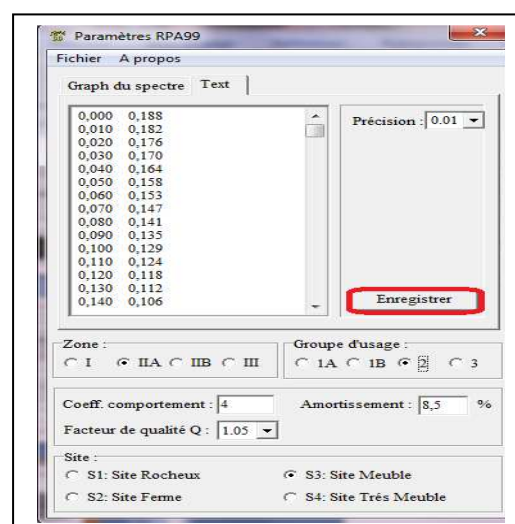 Paramètres RPA99
Fichier A propos
Graph du spectre Text
0,000 0,188
0,010 0,182
0,020 0,176
0,030 0,170
0,040 0,164
0,050 0,158
0,060 0,153
0,070 0,147
0,080 0,141
0,090 0,135
0,100 0,129
0,110 0,124
0,120 0,118
0,130 0,112
0,140 0,106
Précision : 0.01
Enregistrer
Zone :
I IIA IIB III
Groupe d'usage :
1A 1B 2 3
Coeff. comportement : 4 Amortissement : 8,5 %
Facteur de qualité Q : 1.05
Site :
S1: Site Rocheux S3: Site Meuble
S2: Site Ferme S4: Site Trés Meuble